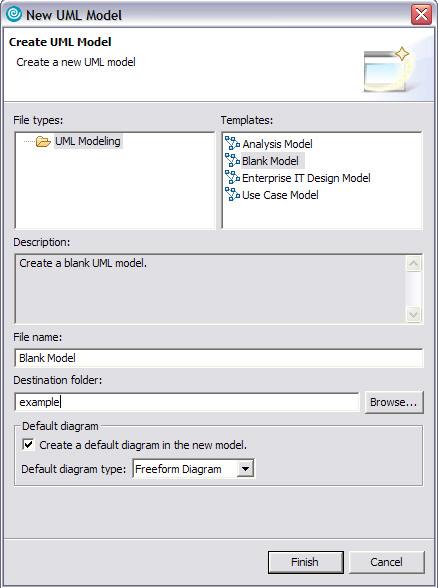 New UML Model
Create UML Model
Create a new UML model
File types:
Templates:
UML Modeling
Analysis Model
Blank Model
Enterprise IT Design Model
Use Case Model
Description:
Create a blank UML model.
File name:
Blank Model
Destination folder:
example
Browse...
Default diagram
Create a default diagram in the new model.
Default diagram type:
Freeform Diagram
Finish
Cancel